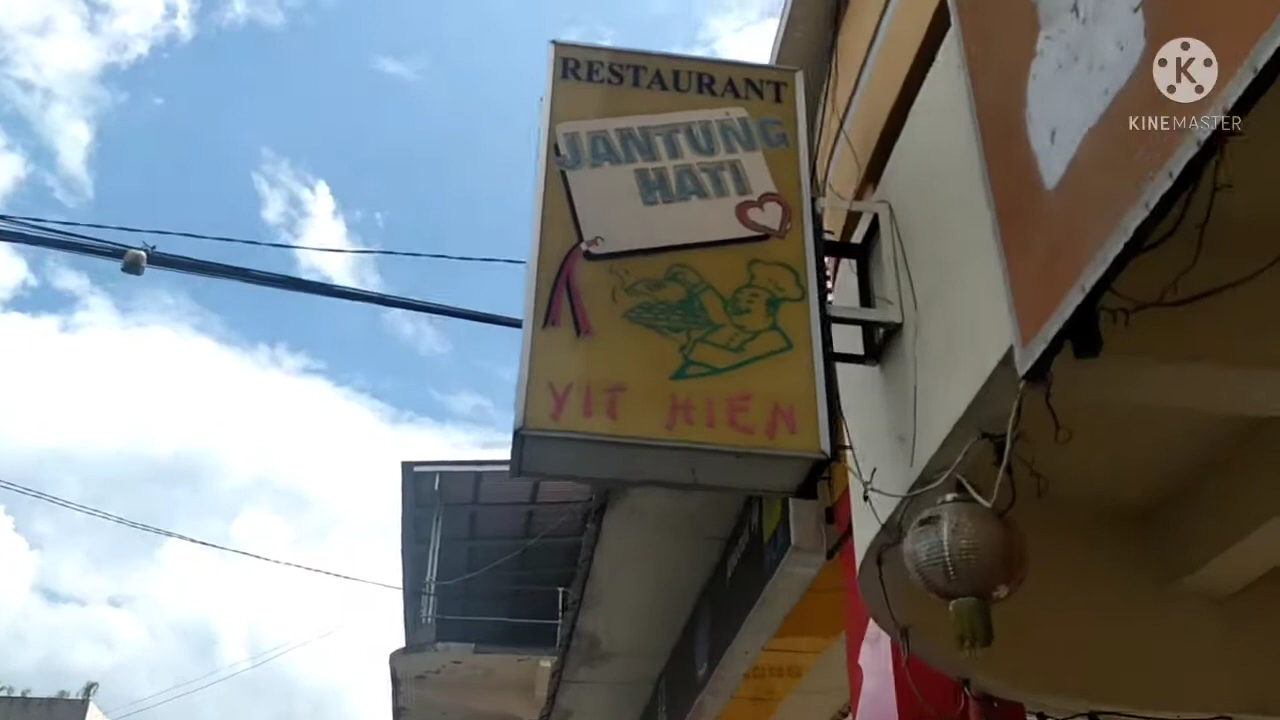 RESTAURANT
JANTUNG
HATI
YIT HIEN
K
KINEMASTER